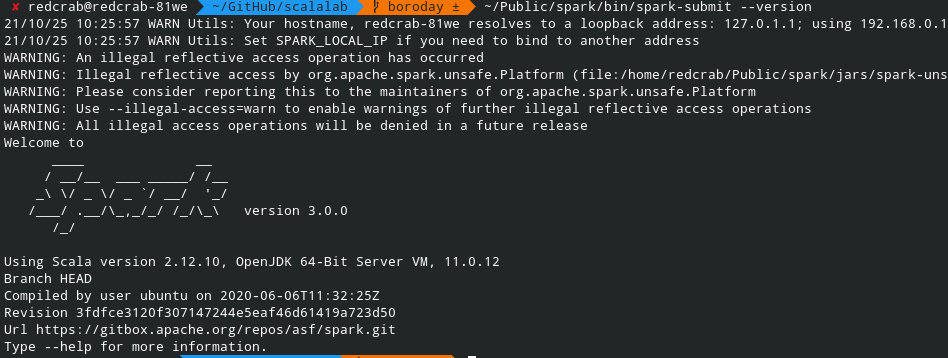 ✘ redcrab@redcrab-81we ~/GitHub/scalalab boroday ± ~/Public/spark/bin/spark-submit --version
21/10/25 10:25:57 WARN Utils: Your hostname, redcrab-81we resolves to a loopback address: 127.0.1.1; using 192.168.0.1
21/10/25 10:25:57 WARN Utils: Set SPARK_LOCAL_IP if you need to bind to another address
WARNING: An illegal reflective access operation has occurred
WARNING: Illegal reflective access by org.apache.spark.unsafe.Platform (file:/home/redcrab/Public/spark/jars/spark-uns
WARNING: Please consider reporting this to the maintainers of org.apache.spark.unsafe.Platform
WARNING: Use --illegal-access=warn to enable warnings of further illegal reflective access operations
WARNING: All illegal access operations will be denied in a future release
Welcome to
      ____              __
     / __/__  ___ _____/ /__
    _\ \/ _ \/ _ `/ __/  '_/
   /___/ .__/\_,_/_/ /_/\_\   version 3.0.0
      /_/
Using Scala version 2.12.10, OpenJDK 64-Bit Server VM, 11.0.12
Branch HEAD
Compiled by user ubuntu on 2020-06-06T11:32:25Z
Revision 3fdfce3120f307147244e5eaf46d61419a723d50
Url https://gitbox.apache.org/repos/asf/spark.git
Type --help for more information.